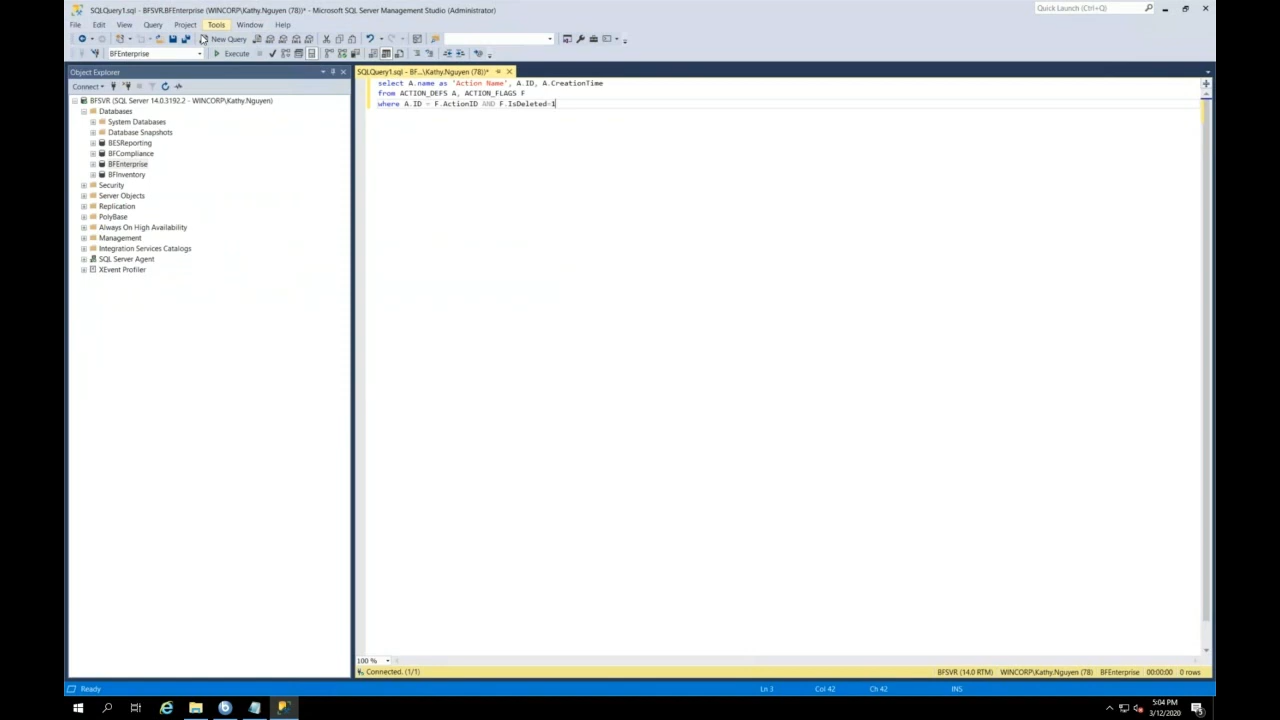 SQLQuery1.sql - BFSVR.BFEnterprise (WINCORP\Kathy.Nguyen (78))* - Microsoft SQL Server Management Studio (Administrator)
Quick Launch (Ctrl+Q)
File Edit View Query Project Tools Window Help
New Query
BFEnterprise
Execute
Object Explorer
SQLQuery1.sql - BF...\Kathy.Nguyen (78))*
Connect
select A.name as 'Action Name', A.ID, A.CreationTime
from ACTION_DEFS A, ACTION_FLAGS F
where A.ID = F.ActionID AND F.IsDeleted=1
BFSVR (SQL Server 14.0.3192.2 - WINCORP\Kathy.Nguyen)
Databases
System Databases
Database Snapshots
BESReporting
BFCompliance
BFEnterprise
BFInventory
Security
Server Objects
Replication
PolyBase
Always On High Availability
Management
Integration Services Catalogs
SQL Server Agent
XEvent Profiler
100 %
Connected. (1/1)
BFSVR (14.0 RTM) WINCORP\Kathy.Nguyen (78) BFEnterprise 00:00:00 0 rows
Ready
Ln 3 Col 42 Ch 42 INS
5:04 PM
3/12/2020
5